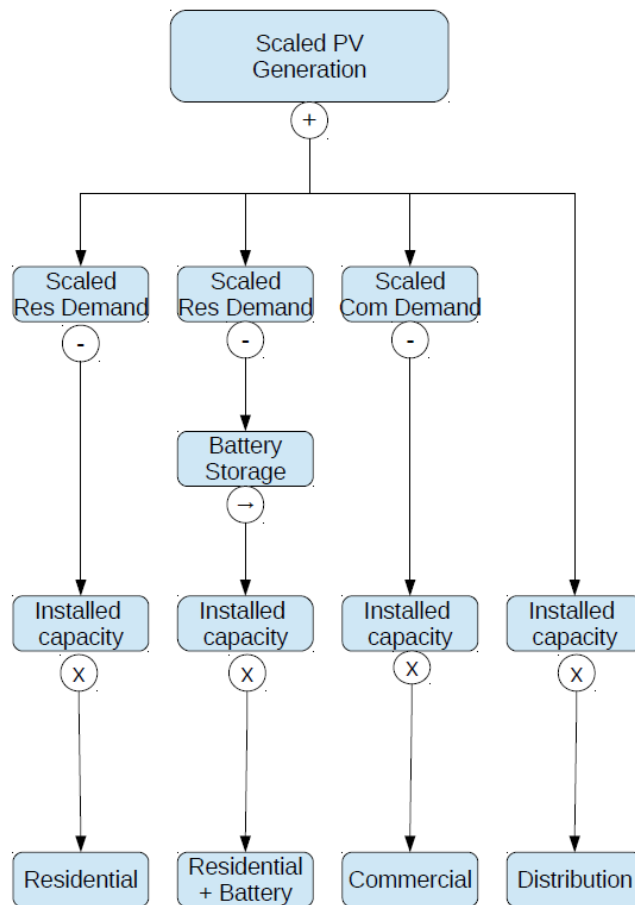 Scaled PV
Generation
+
Scaled
Res Demand
Scaled
Res Demand
Scaled
Com Demand
-
-
-
Battery
Storage
→
Installed
capacity
Installed
capacity
Installed
capacity
Installed
capacity
X
X
X
X
Residential
Residential
+ Battery
Commercial
Distribution